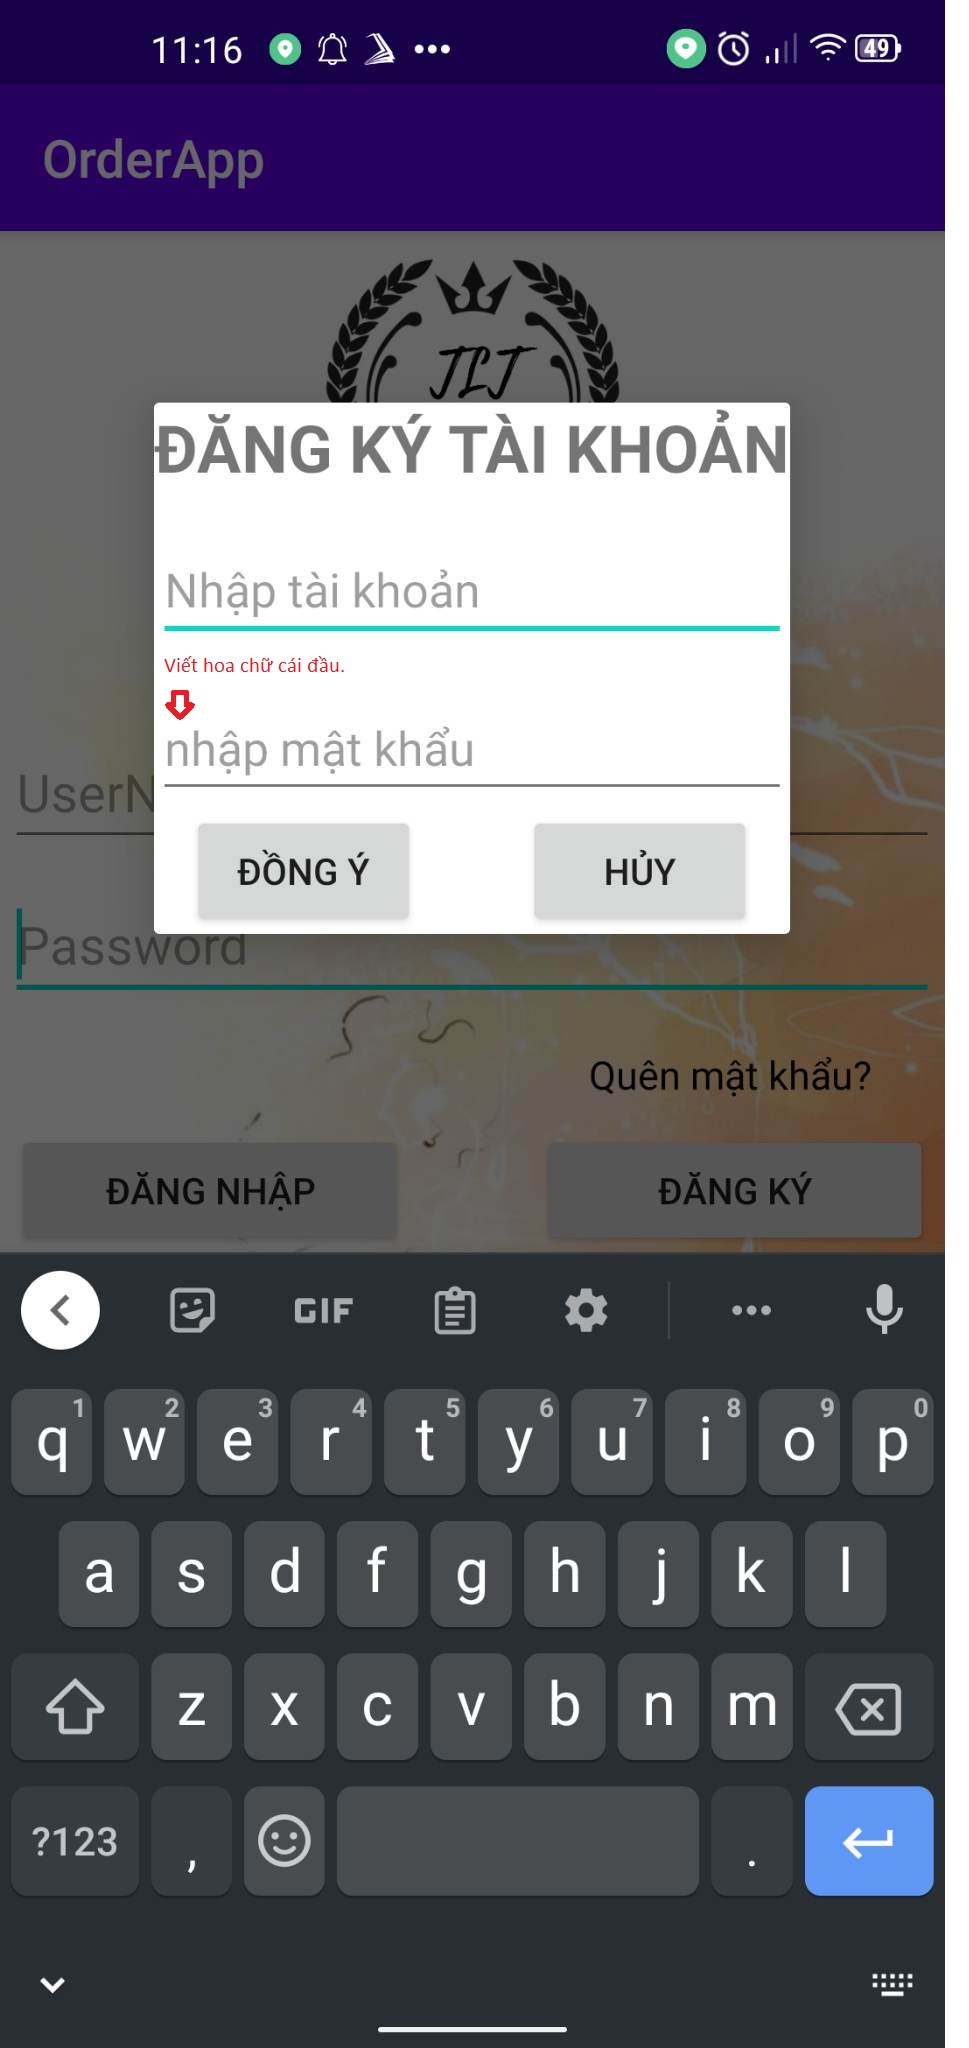 11:16
49
OrderApp
JLJ
ĐĂNG KÝ TÀI KHOẢN
Nhập tài khoản
Viết hoa chữ cái đầu.
nhập mật khẩu
UserN
ĐỒNG Ý
HỦY
Password
Quên mật khẩu?
ĐĂNG NHẬP
ĐĂNG KÝ
GIF
1 2 3 4 5 6 7 8 9 0
q w e r t y u i o p
a s d f g h j k l
z x c v b n m
?123 , .